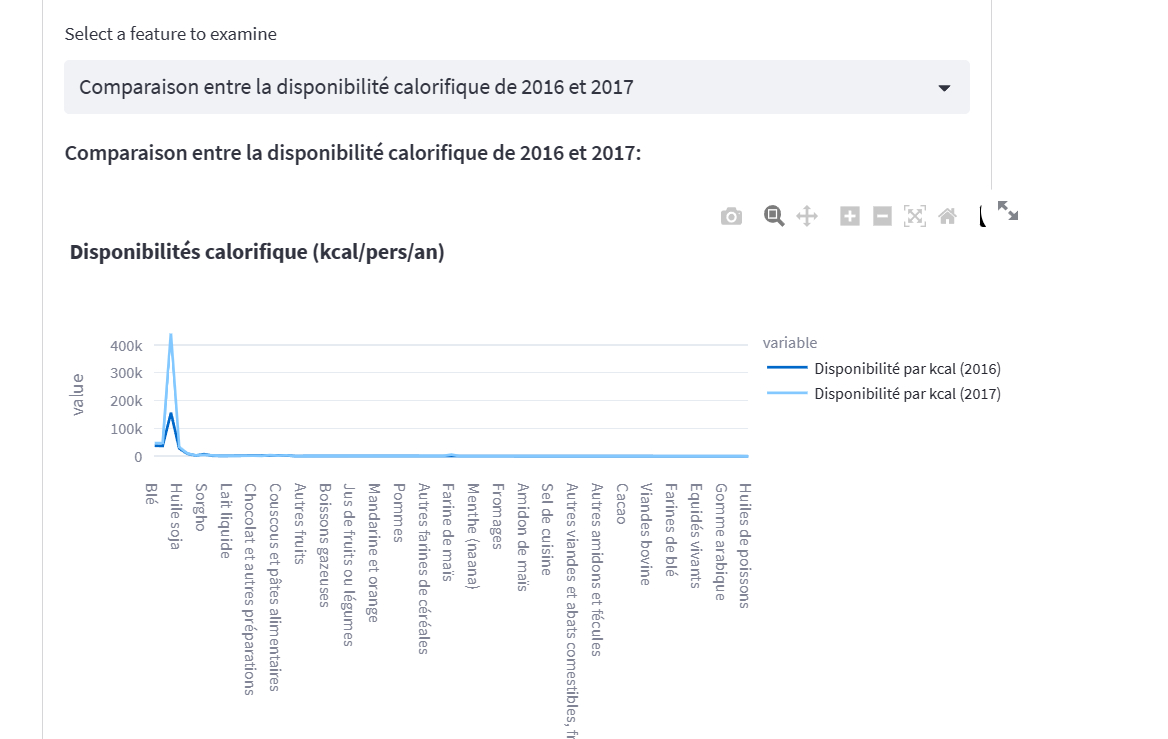 Select a feature to examine
Comparaison entre la disponibilité calorifique de 2016 et 2017
Comparaison entre la disponibilité calorifique de 2016 et 2017:
Disponibilités calorifique (kcal/pers/an)
value
400k
300k
200k
100k
0
variable
Disponibilité par kcal (2016)
Disponibilité par kcal (2017)
Blé
Huile soja
Sorgho
Lait liquide
Chocolat et autres préparations
Couscous et pâtes alimentaires
Autres fruits
Boissons gazeuses
Jus de fruits ou légumes
Mandarine et orange
Pommes
Autres farines de céréales
Farine de maïs
Menthe (naana)
Fromages
Amidon de maïs
Sel de cuisine
Autres viandes et abats comestibles, fr
Autres amidons et fécules
Cacao
Viandes bovine
Farines de blé
Equidés vivants
Gomme arabique
Huiles de poissons